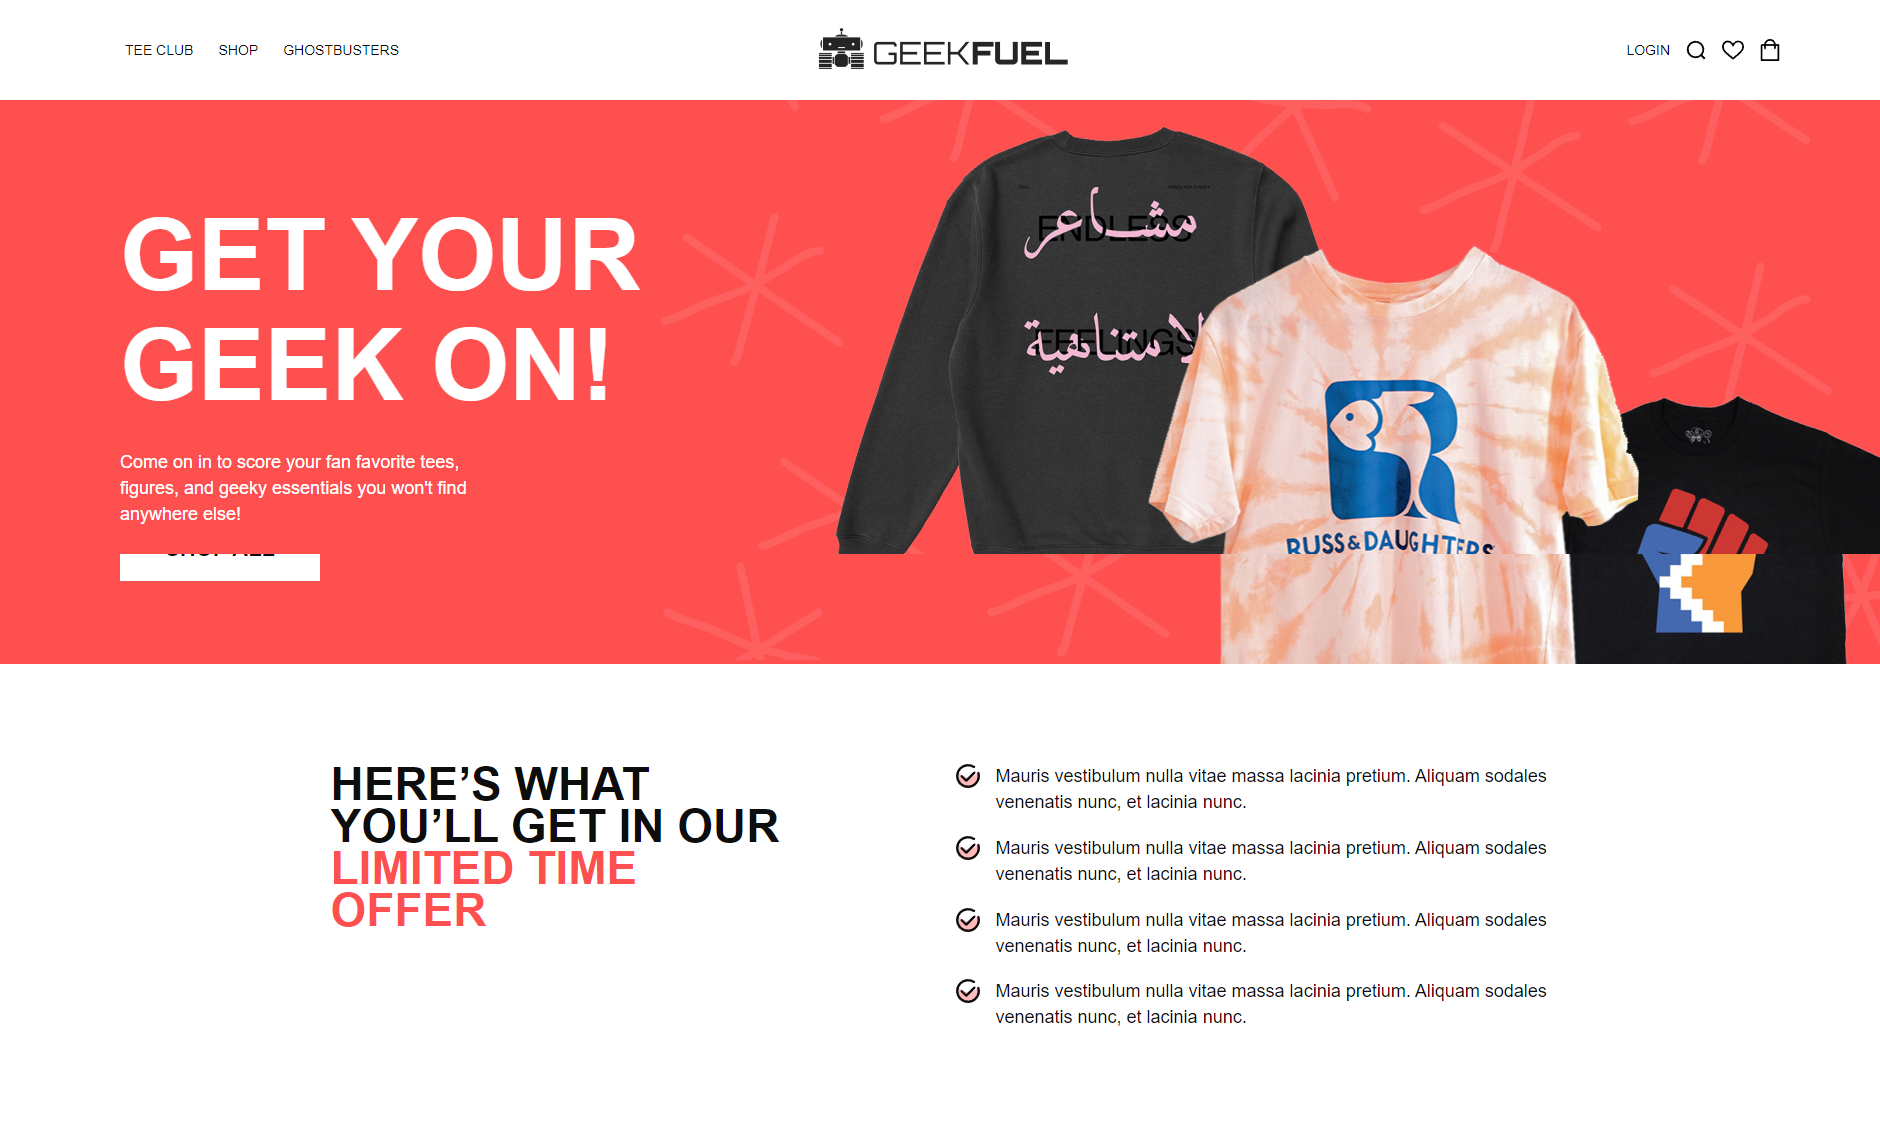 TEE CLUB SHOP GHOSTBUSTERS
GEEKFUEL
LOGIN
GET YOUR
GEEK ON!
Come on in to score your fan favorite tees,
figures, and geeky essentials you won't find
anywhere else!
SHOP ALL
مشاعر
ENDLESS
لا متناهية
FEELINGS
RUSS & DAUGHTERS
HERE’S WHAT
YOU’LL GET IN OUR
LIMITED TIME
OFFER
Mauris vestibulum nulla vitae massa lacinia pretium. Aliquam sodales
venenatis nunc, et lacinia nunc.
Mauris vestibulum nulla vitae massa lacinia pretium. Aliquam sodales
venenatis nunc, et lacinia nunc.
Mauris vestibulum nulla vitae massa lacinia pretium. Aliquam sodales
venenatis nunc, et lacinia nunc.
Mauris vestibulum nulla vitae massa lacinia pretium. Aliquam sodales
venenatis nunc, et lacinia nunc.